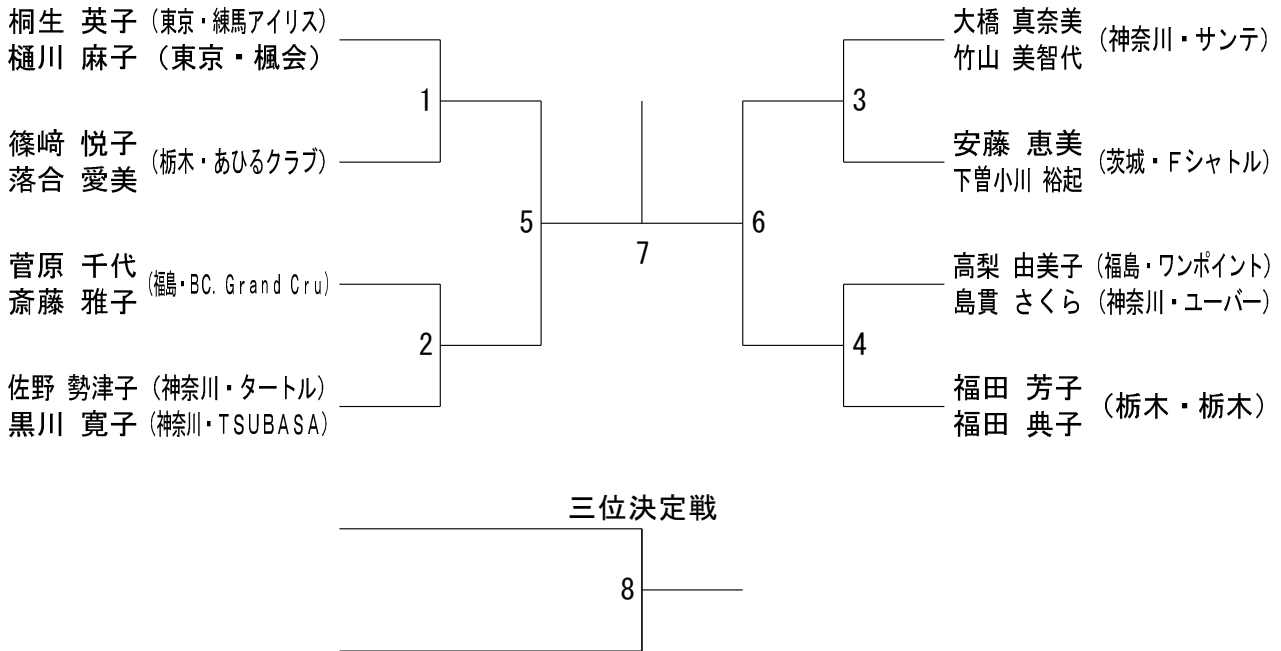 桐生 英子（東京・練馬アイリス）
樋川 麻子（東京・楓会）
1
篠﨑 悦子
落合 愛美
（栃木・あひるクラブ）
5
菅原 千代
斎藤 雅子
（福島・BC. Grand Cru）
2
佐野 勢津子（神奈川・タートル）
黒川 寛子（神奈川・TSUBASA）
7
大橋 真奈美
竹山 美智代
（神奈川・サンテ）
3
安藤 恵美
下曽小川 裕起
（茨城・Fシャトル）
6
高梨 由美子（福島・ワンポイント）
島貫 さくら（神奈川・ユーバー）
4
福田 芳子
福田 典子
（栃木・栃木）
三位決定戦
8